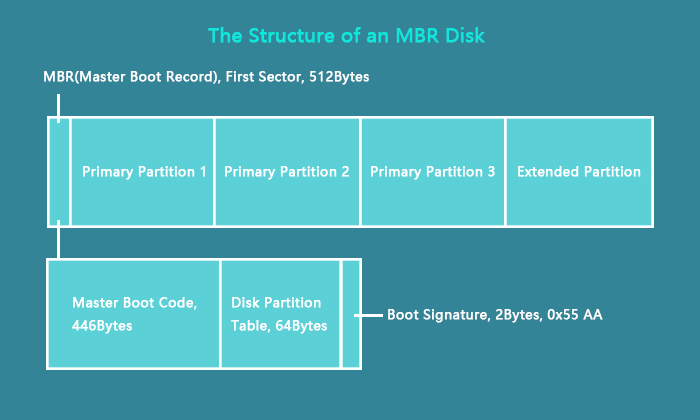 The Structure of an MBR Disk
MBR(Master Boot Record), First Sector, 512Bytes
Primary Partition 1
Primary Partition 2
Primary Partition 3
Extended Partition
Master Boot Code,
446Bytes
Disk Partition
Table, 64Bytes
Boot Signature, 2Bytes, 0x55 AA